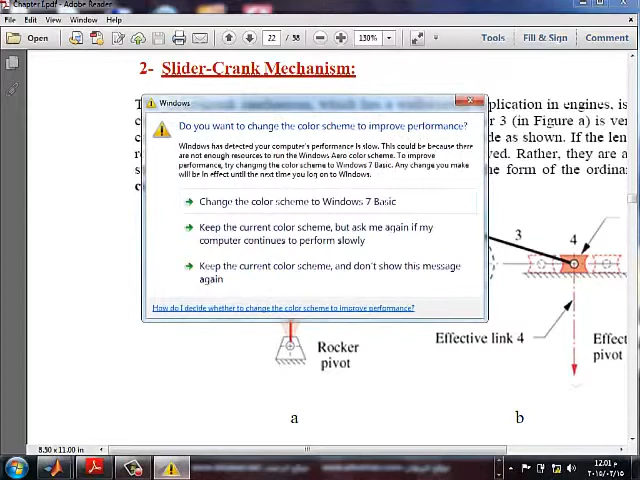 Chapter I.pdf - Adobe Reader
File Edit View Window Help
Open 22 / 38 130% Tools Fill & Sign Comment
2- Slider-Crank Mechanism:
Windows
Do you want to change the color scheme to improve performance?
Windows has detected your computer's performance is slow. This could be because
there are not enough resources to run the Windows Aero color scheme. To improve
performance, try changing the color scheme to Windows 7 Basic. Any change you make
will be in effect until the next time you log on to Windows.
Change the color scheme to Windows 7 Basic
Keep the current color scheme, but ask me again if my
computer continues to perform slowly
Keep the current color scheme, and don't show this message
again
How do I decide whether to change the color scheme to improve performance?
pplication in engines, is
r 3 (in Figure a) is ver
de as shown. If the len
ved. Rather, they are a
the form of the ordinar
3
4
Effective link 4
Effect
pivot
Rocker
pivot
a
b
8.50 x 11.00 in
12.01 م
٢٠١٥/٠٢/١٥